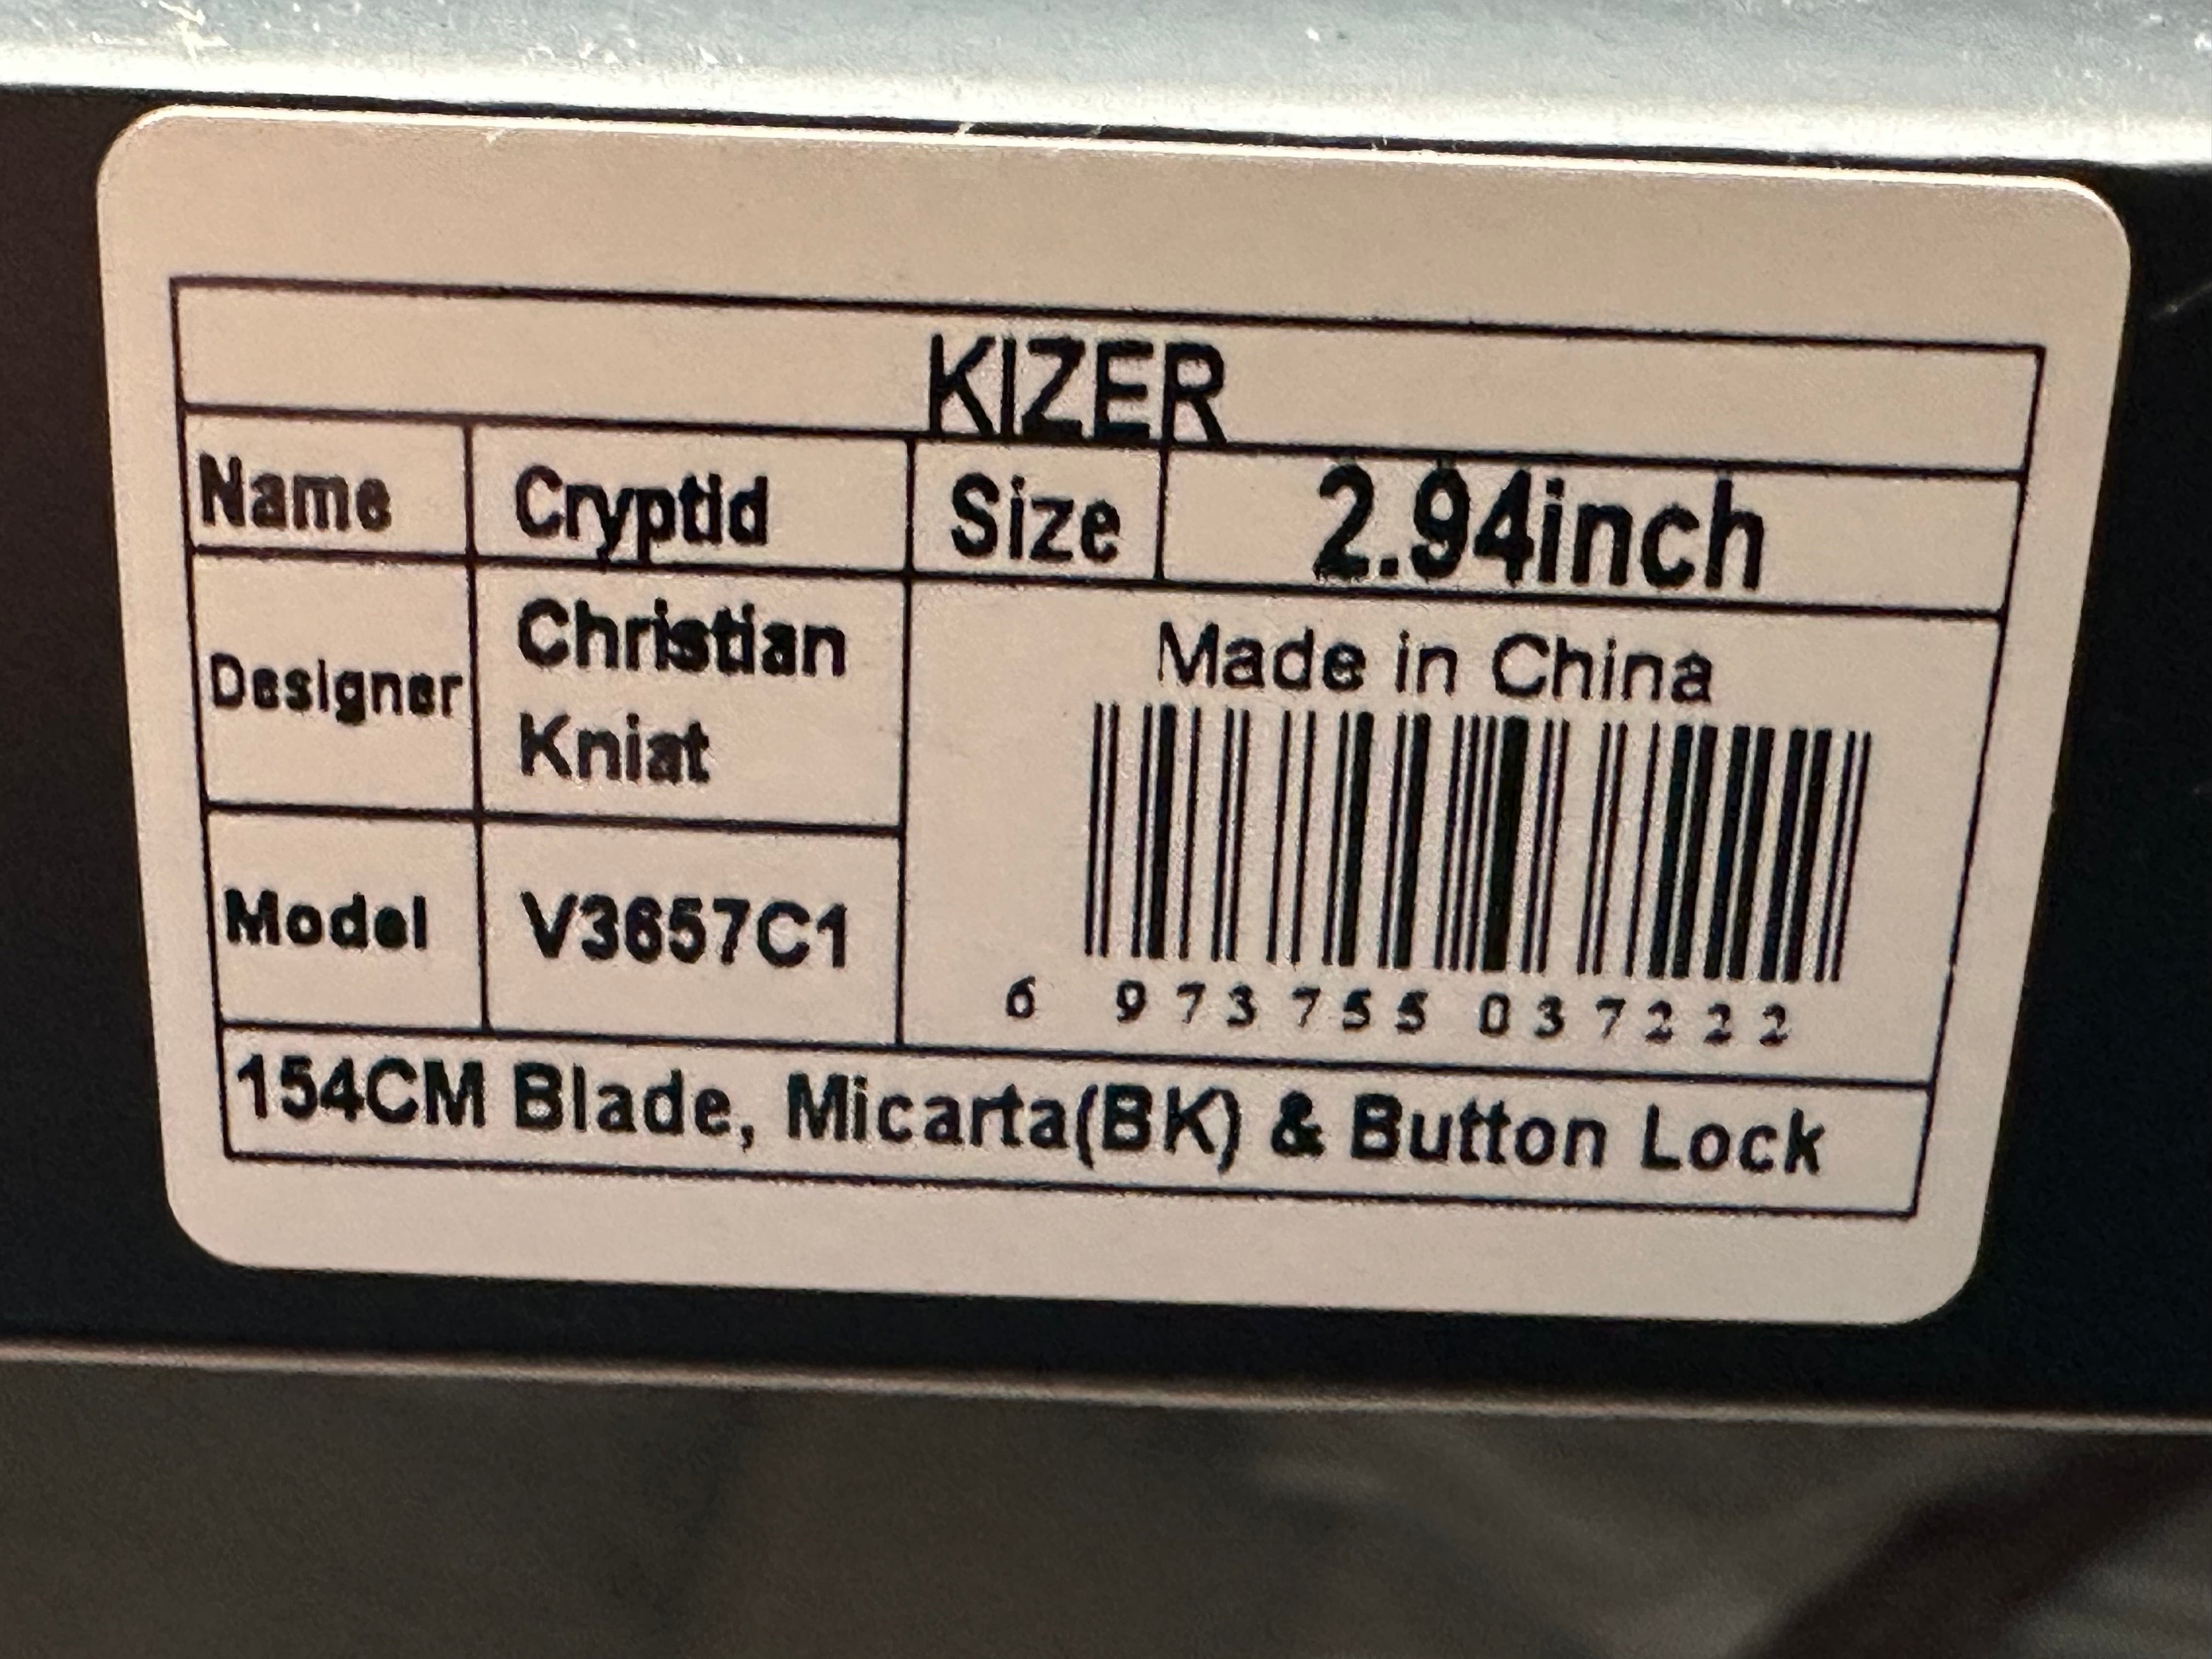 KIZER
Name Cryptid Size 2.94inch
Designer Christian Kniat
Made in China
Model V3657C1
6 973755 037222
154CM Blade, Micarta(BK) & Button Lock